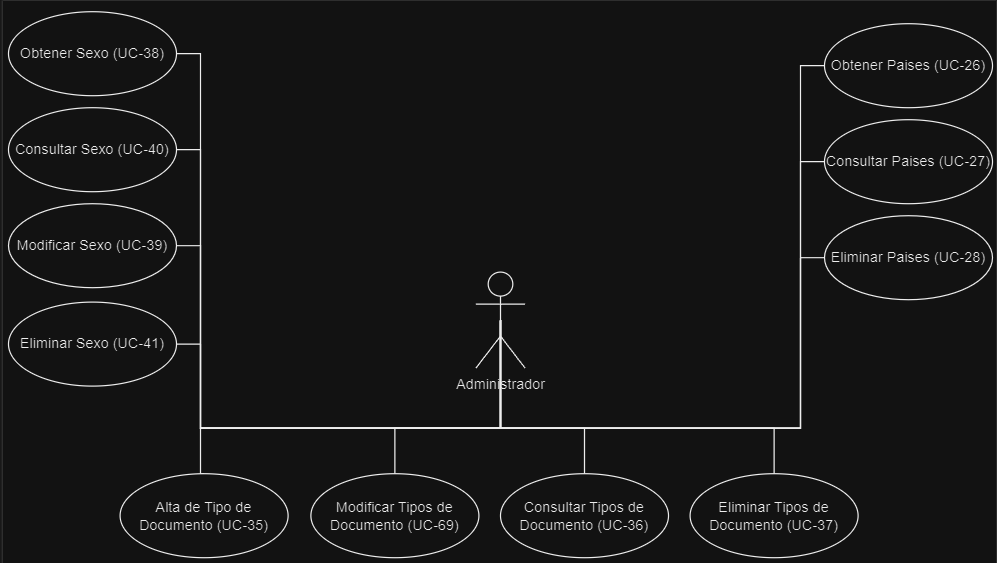 Obtener Sexo (UC-38)
Consultar Sexo (UC-40)
Modificar Sexo (UC-39)
Eliminar Sexo (UC-41)
Obtener Paises (UC-26)
Consultar Paises (UC-27)
Eliminar Paises (UC-28)
Administrador
Alta de Tipo de
Documento (UC-35)
Modificar Tipos de
Documento (UC-69)
Consultar Tipos de
Documento (UC-36)
Eliminar Tipos de
Documento (UC-37)